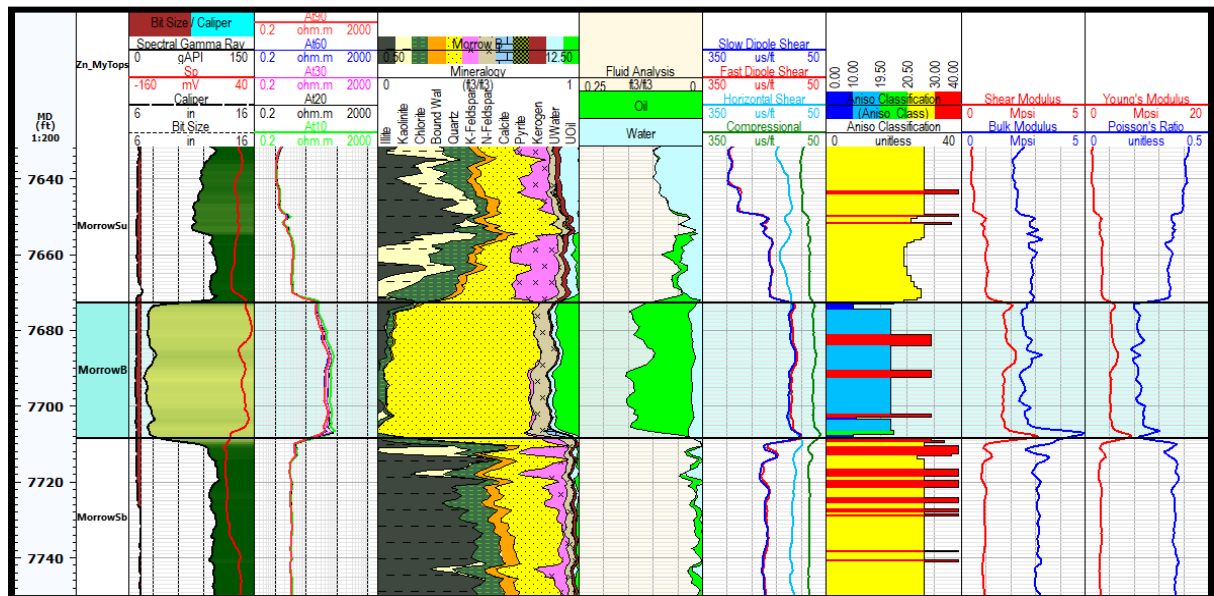 Bit Size / Caliper
Spectral Gamma Ray
0 gAPI 150
Sp
-160 mV 40
Caliper
6 in 16
Bit Size
6 in 16
At90
0.2 ohm.m 2000
At60
0.2 ohm.m 2000
At30
0.2 ohm.m 2000
At20
0.2 ohm.m 2000
At10
0.2 ohm.m 2000
Morrow B
0.50 12.50
Mineralogy
0 (ft3/ft3) 1
Illite
Kaolinite
Chlorite
Bound Wat
Quartz
K-Feldspar
N-Feldspar
Calcite
Pyrite
Kerogen
UWater
UOil
Fluid Analysis
0.25 ft3/ft3 0
Oil
Water
Slow Dipole Shear
350 us/ft 50
Fast Dipole Shear
350 us/ft 50
Horizontal Shear
350 us/ft 50
Compressional
350 us/ft 50
0.00
10.00
19.50
30.00
40.00
Aniso Classification
(Aniso_Class)
Aniso Classification
0 unitless 40
Shear Modulus
0 Mpsi 5
Bulk Modulus
0 Mpsi 5
Young's Modulus
0 Mpsi 20
Poisson's Ratio
0 unitless 0.5
Zn_MyTops
MD
(ft)
1:200
7640
MorrowSu
7660
7680
MorrowB
7700
7720
MorrowSb
7740